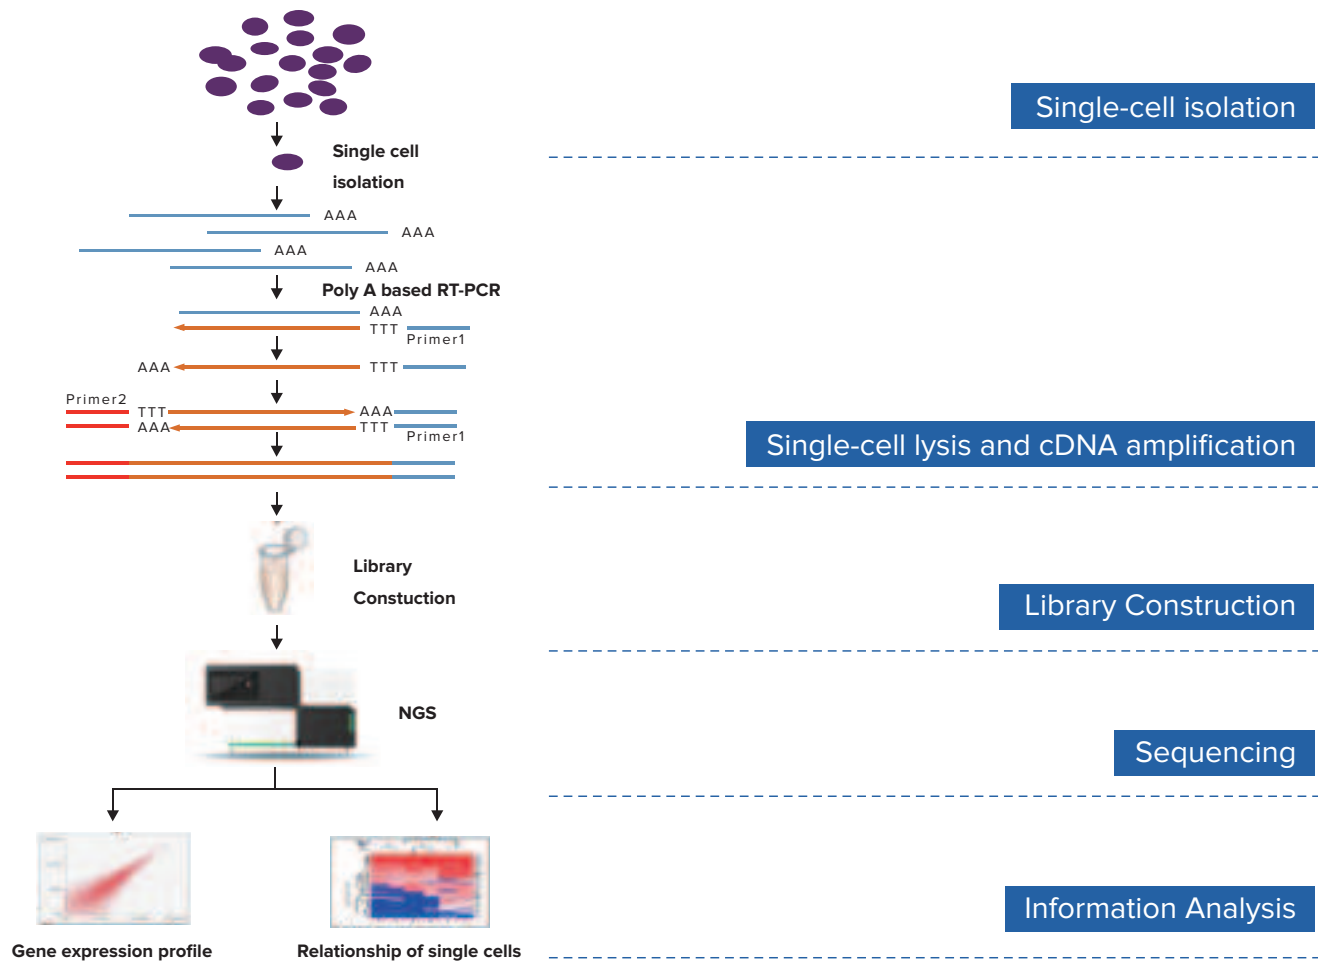 Single-cell isolation
Single cell
isolation
AAA
AAA
AAA
AAA
Poly A based RT-PCR
AAA
TTT
Primer1
AAA
TTT
Primer2
TTT
AAA
AAA
TTT
Primer1
Single-cell lysis and cDNA amplification
Library
Constuction
Library Construction
NGS
Sequencing
Information Analysis
Gene expression profile
Relationship of single cells